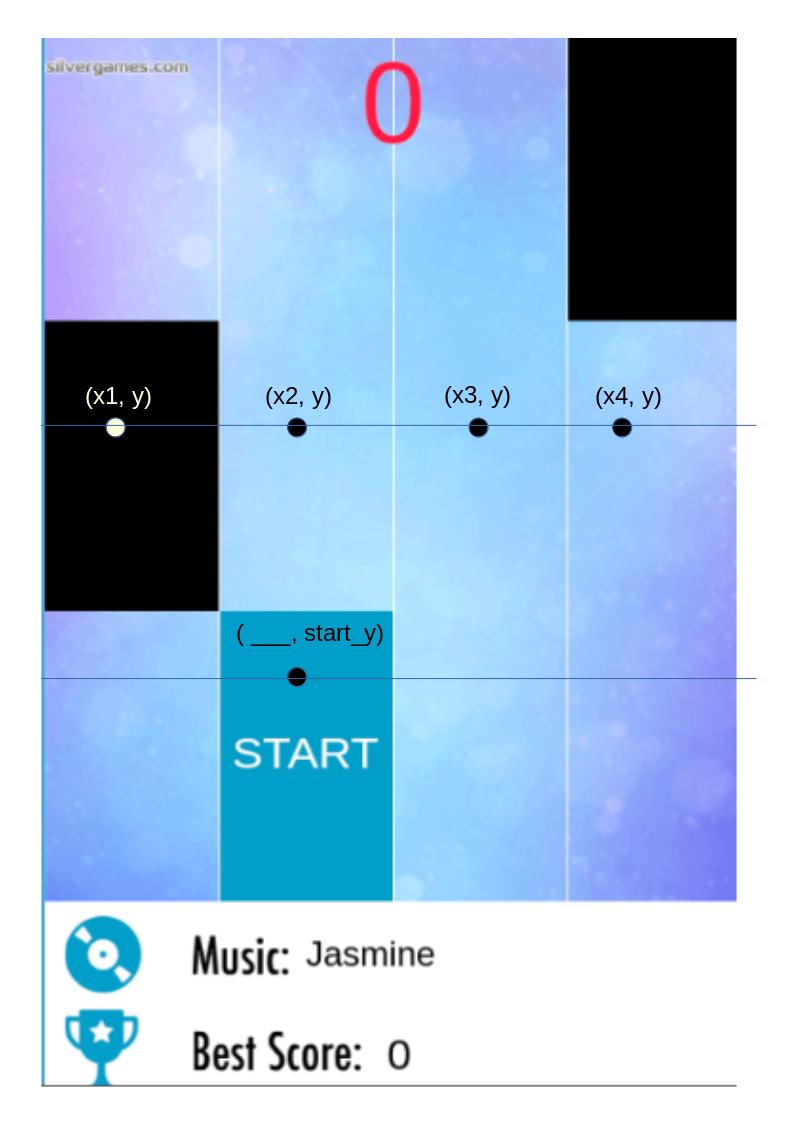 silvergames.com
0
(x1, y) (x2, y) (x3, y) (x4, y)
( ___, start_y)
START
Music: Jasmine
Best Score: 0